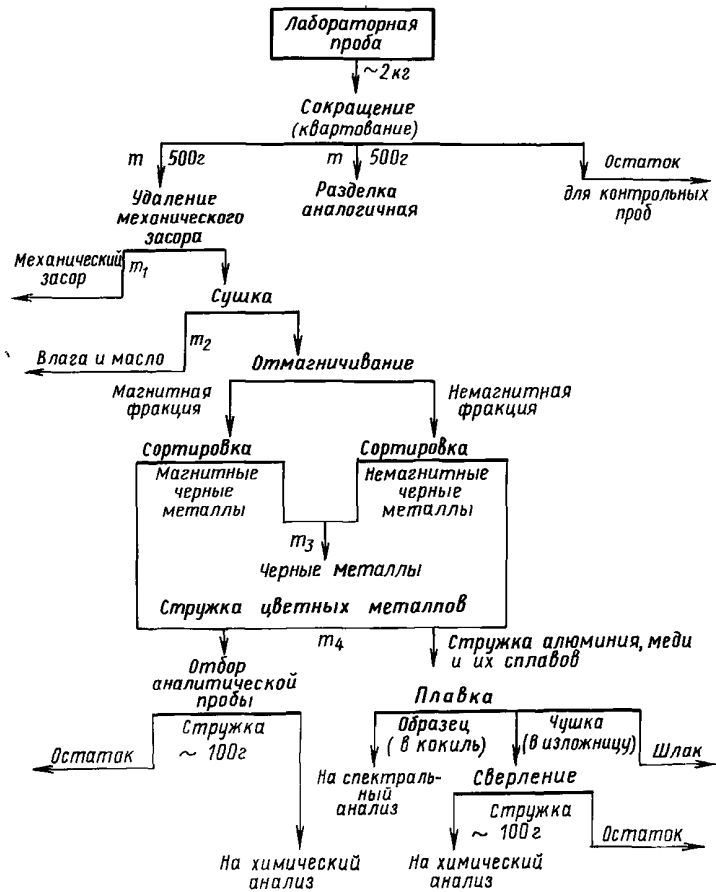 Лабораторная
проба
~2кг
Сокращение
(квартование)
m 500г
m 500г
Остаток
для контрольных
проб
Удаление
механического
засора
Разделка
аналогичная
Механический
засор
m1
Сушка
m2
Влага и масло
Отмагничивание
Магнитная
фракция
Немагнитная
фракция
Сортировка
Сортировка
Магнитные
черные
металлы
Немагнитные
черные
металлы
m3
Черные металлы
Стружка цветных металлов
m4
Стружка алюминия, меди
и их сплавов
Отбор
аналитической
пробы
Плавка
Стружка
~ 100г
Остаток
Образец
(в кокиль)
Чушка
(в изложницу)
Шлак
На спектраль-
ный
анализ
Сверление
Стружка
~ 100г
Остаток
На химический
анализ
На химический
анализ